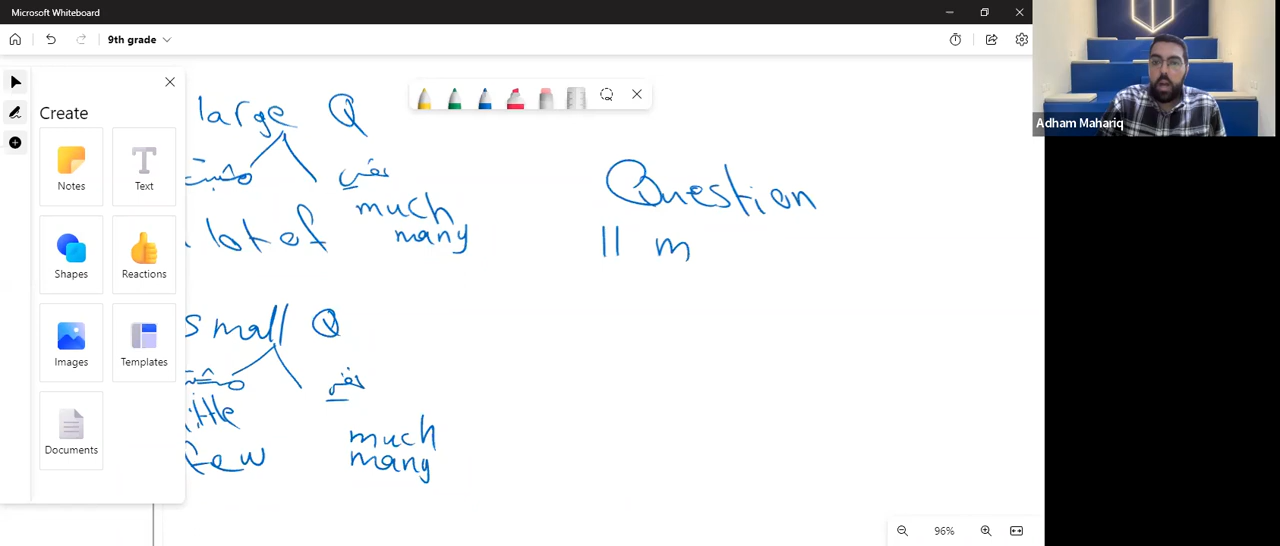 Microsoft Whiteboard
9th grade
Adham Mahariq
Create
Notes
Text
Shapes
Reactions
Images
Templates
Documents
large Q
مثبت
نفي
much
lot of
many
small Q
مثبت
نفي
little
much
few
many
Question
11 m
96%